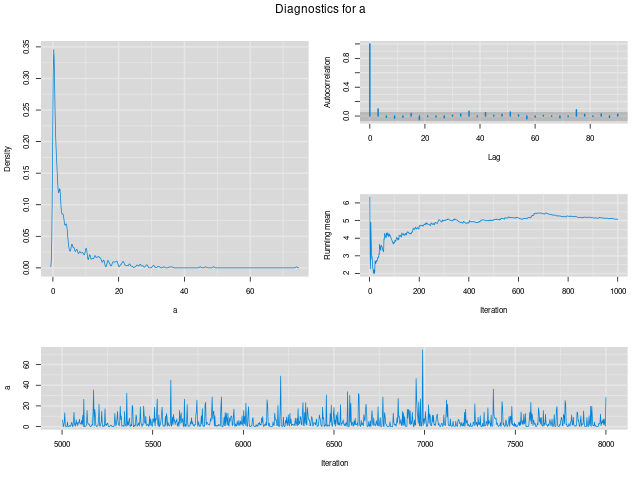 Diagnostics for a
Density
0.00 0.05 0.10 0.15 0.20 0.25 0.30 0.35
0 20 40 60
a
Autocorrelation
0.0 0.4 0.8
0 20 40 60 80
Lag
Running mean
2 3 4 5 6
0 200 400 600 800 1000
Iteration
a
0 20 40 60
5000 5500 6000 6500 7000 7500 8000
Iteration